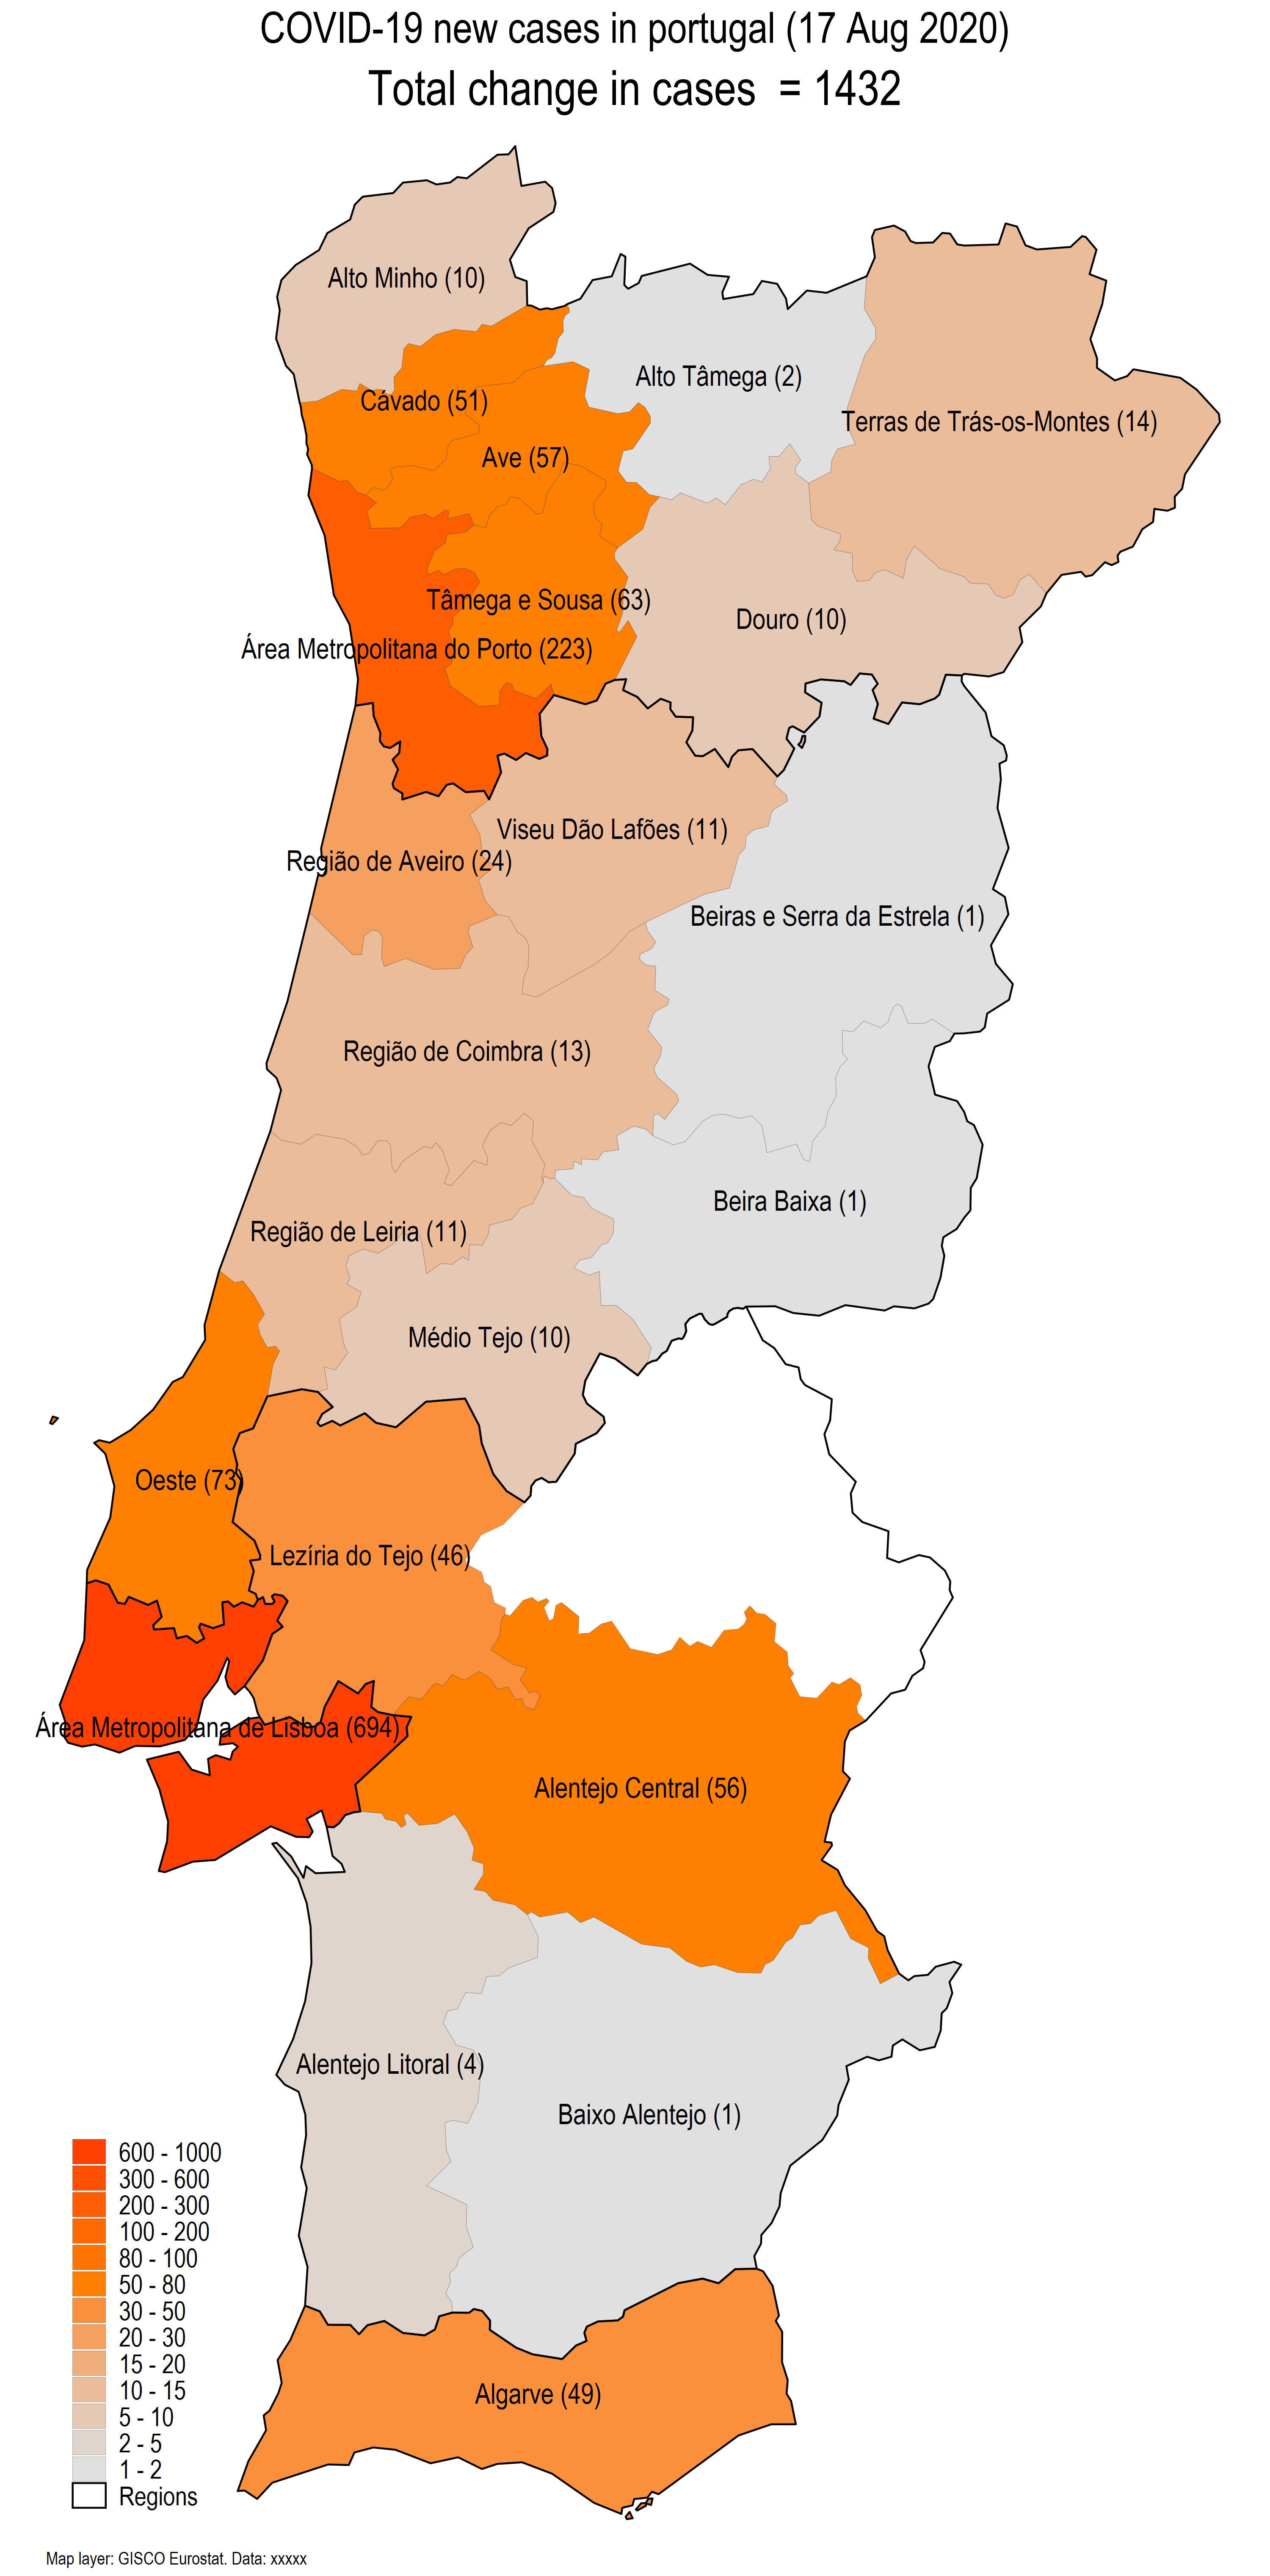 COVID-19 new cases in portugal (17 Aug 2020)
Total change in cases  = 1432
Alto Minho (10)
Alto Tâmega (2)
Cávado (51)
Terras de Trás-os-Montes (14)
Ave (57)
Tâmega e Sousa (63)
Douro (10)
Área Metropolitana do Porto (223)
Viseu Dão Lafões (11)
Região de Aveiro (24)
Beiras e Serra da Estrela (1)
Região de Coimbra (13)
Beira Baixa (1)
Região de Leiria (11)
Médio Tejo (10)
Oeste (73)
Lezíria do Tejo (46)
Área Metropolitana de Lisboa (694)
Alentejo Central (56)
Alentejo Litoral (4)
Baixo Alentejo (1)
Algarve (49)
600 - 1000
300 - 600
200 - 300
100 - 200
80 - 100
50 - 80
30 - 50
20 - 30
15 - 20
10 - 15
5 - 10
2 - 5
1 - 2
Regions
Map layer: GISCO Eurostat. Data: xxxxx